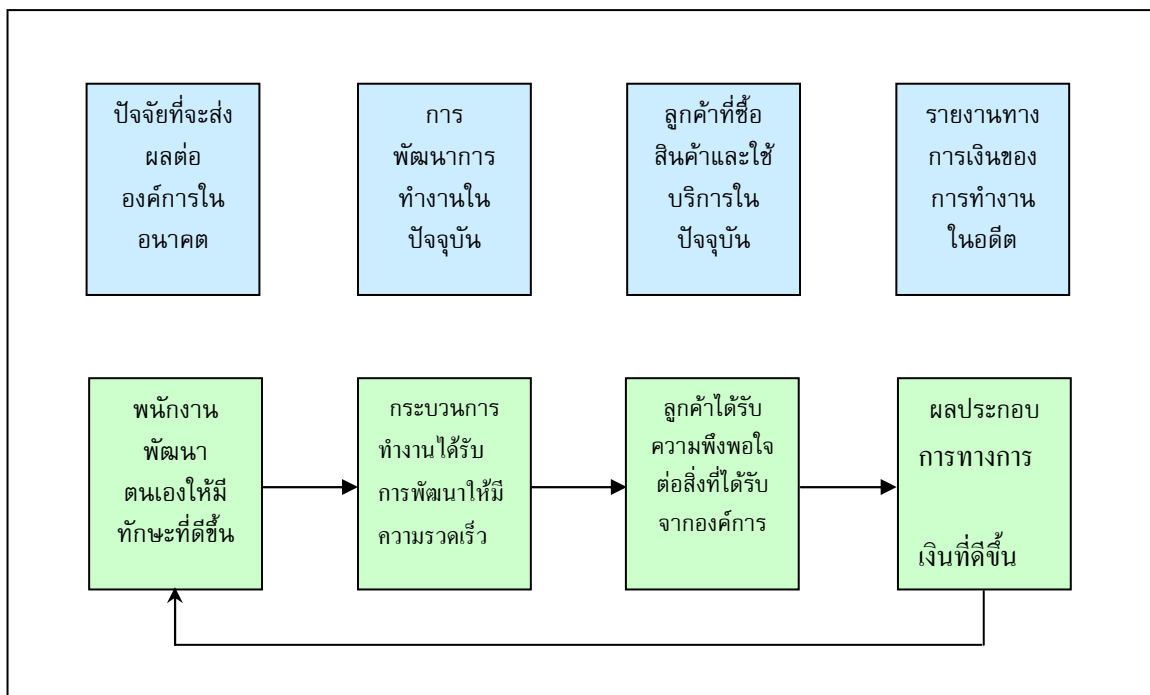 ปัจจัยที่จะส่ง
ผลต่อ
องค์การใน
อนาคต
การ
พัฒนาการ
ทำงานใน
ปัจจุบัน
ลูกค้าที่ซื้อ
สินค้าและใช้
บริการใน
ปัจจุบัน
รายงานทาง
การเงินของ
การทำงาน
ในอดีต
พนักงาน
พัฒนา
ตนเองให้มี
ทักษะที่ดีขึ้น
กระบวนการ
ทำงานได้รับ
การพัฒนาให้มี
ความรวดเร็ว
ลูกค้าได้รับ
ความพึงพอใจ
ต่อสิ่งที่ได้รับ
จากองค์การ
ผลประกอบ
การทางการ
เงินที่ดีขึ้น